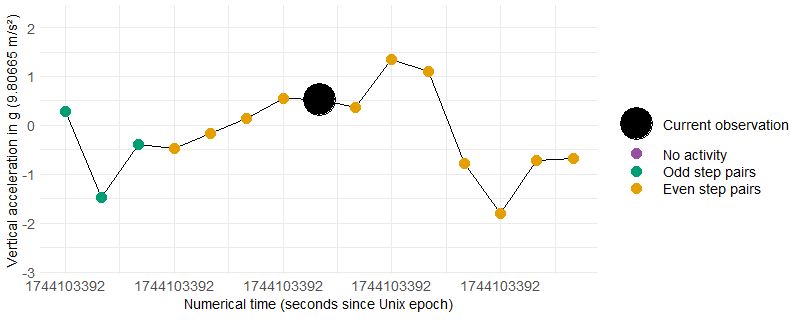 Vertical acceleration in g (9.80665 m/s²)
2
1
0
-1
-2
-3
1744103392 1744103392 1744103392 1744103392 1744103392
Numerical time (seconds since Unix epoch)
Current observation
No activity
Odd step pairs
Even step pairs